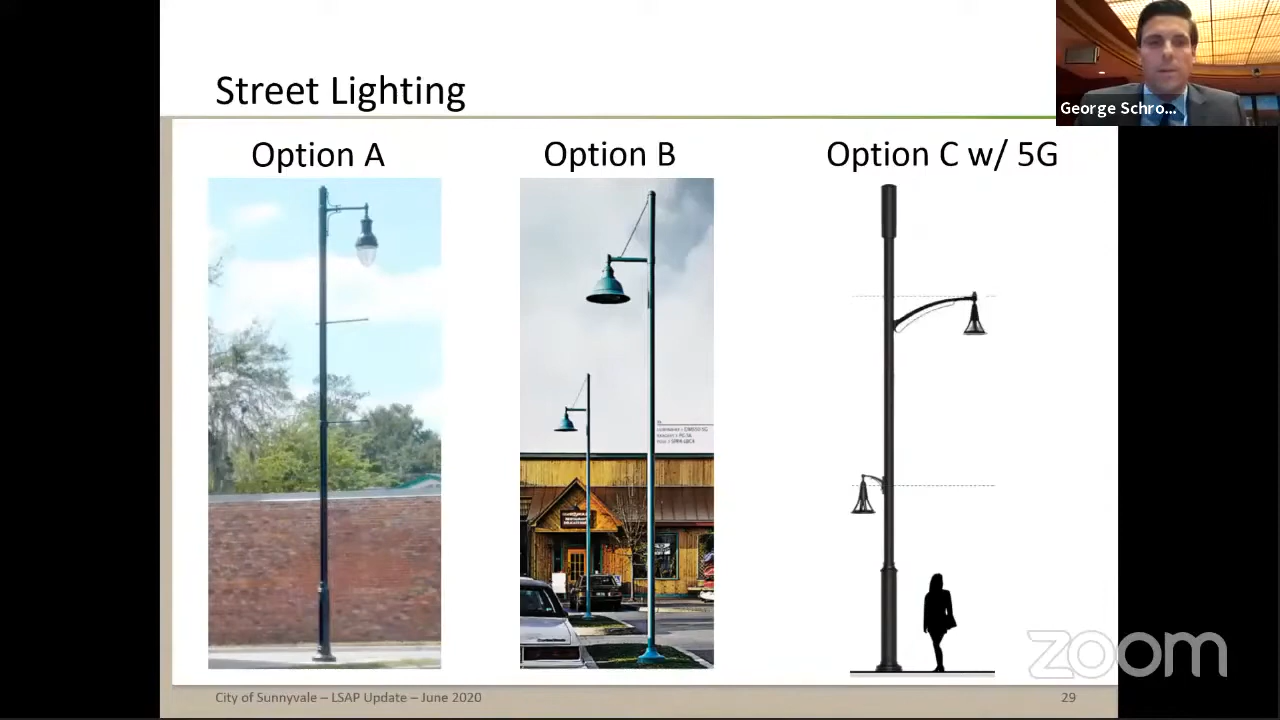 Street Lighting
George Schro...
Option A
Option B
Option C w/ 5G
City of Sunnyvale – LSAP Update – June 2020
29
zoom